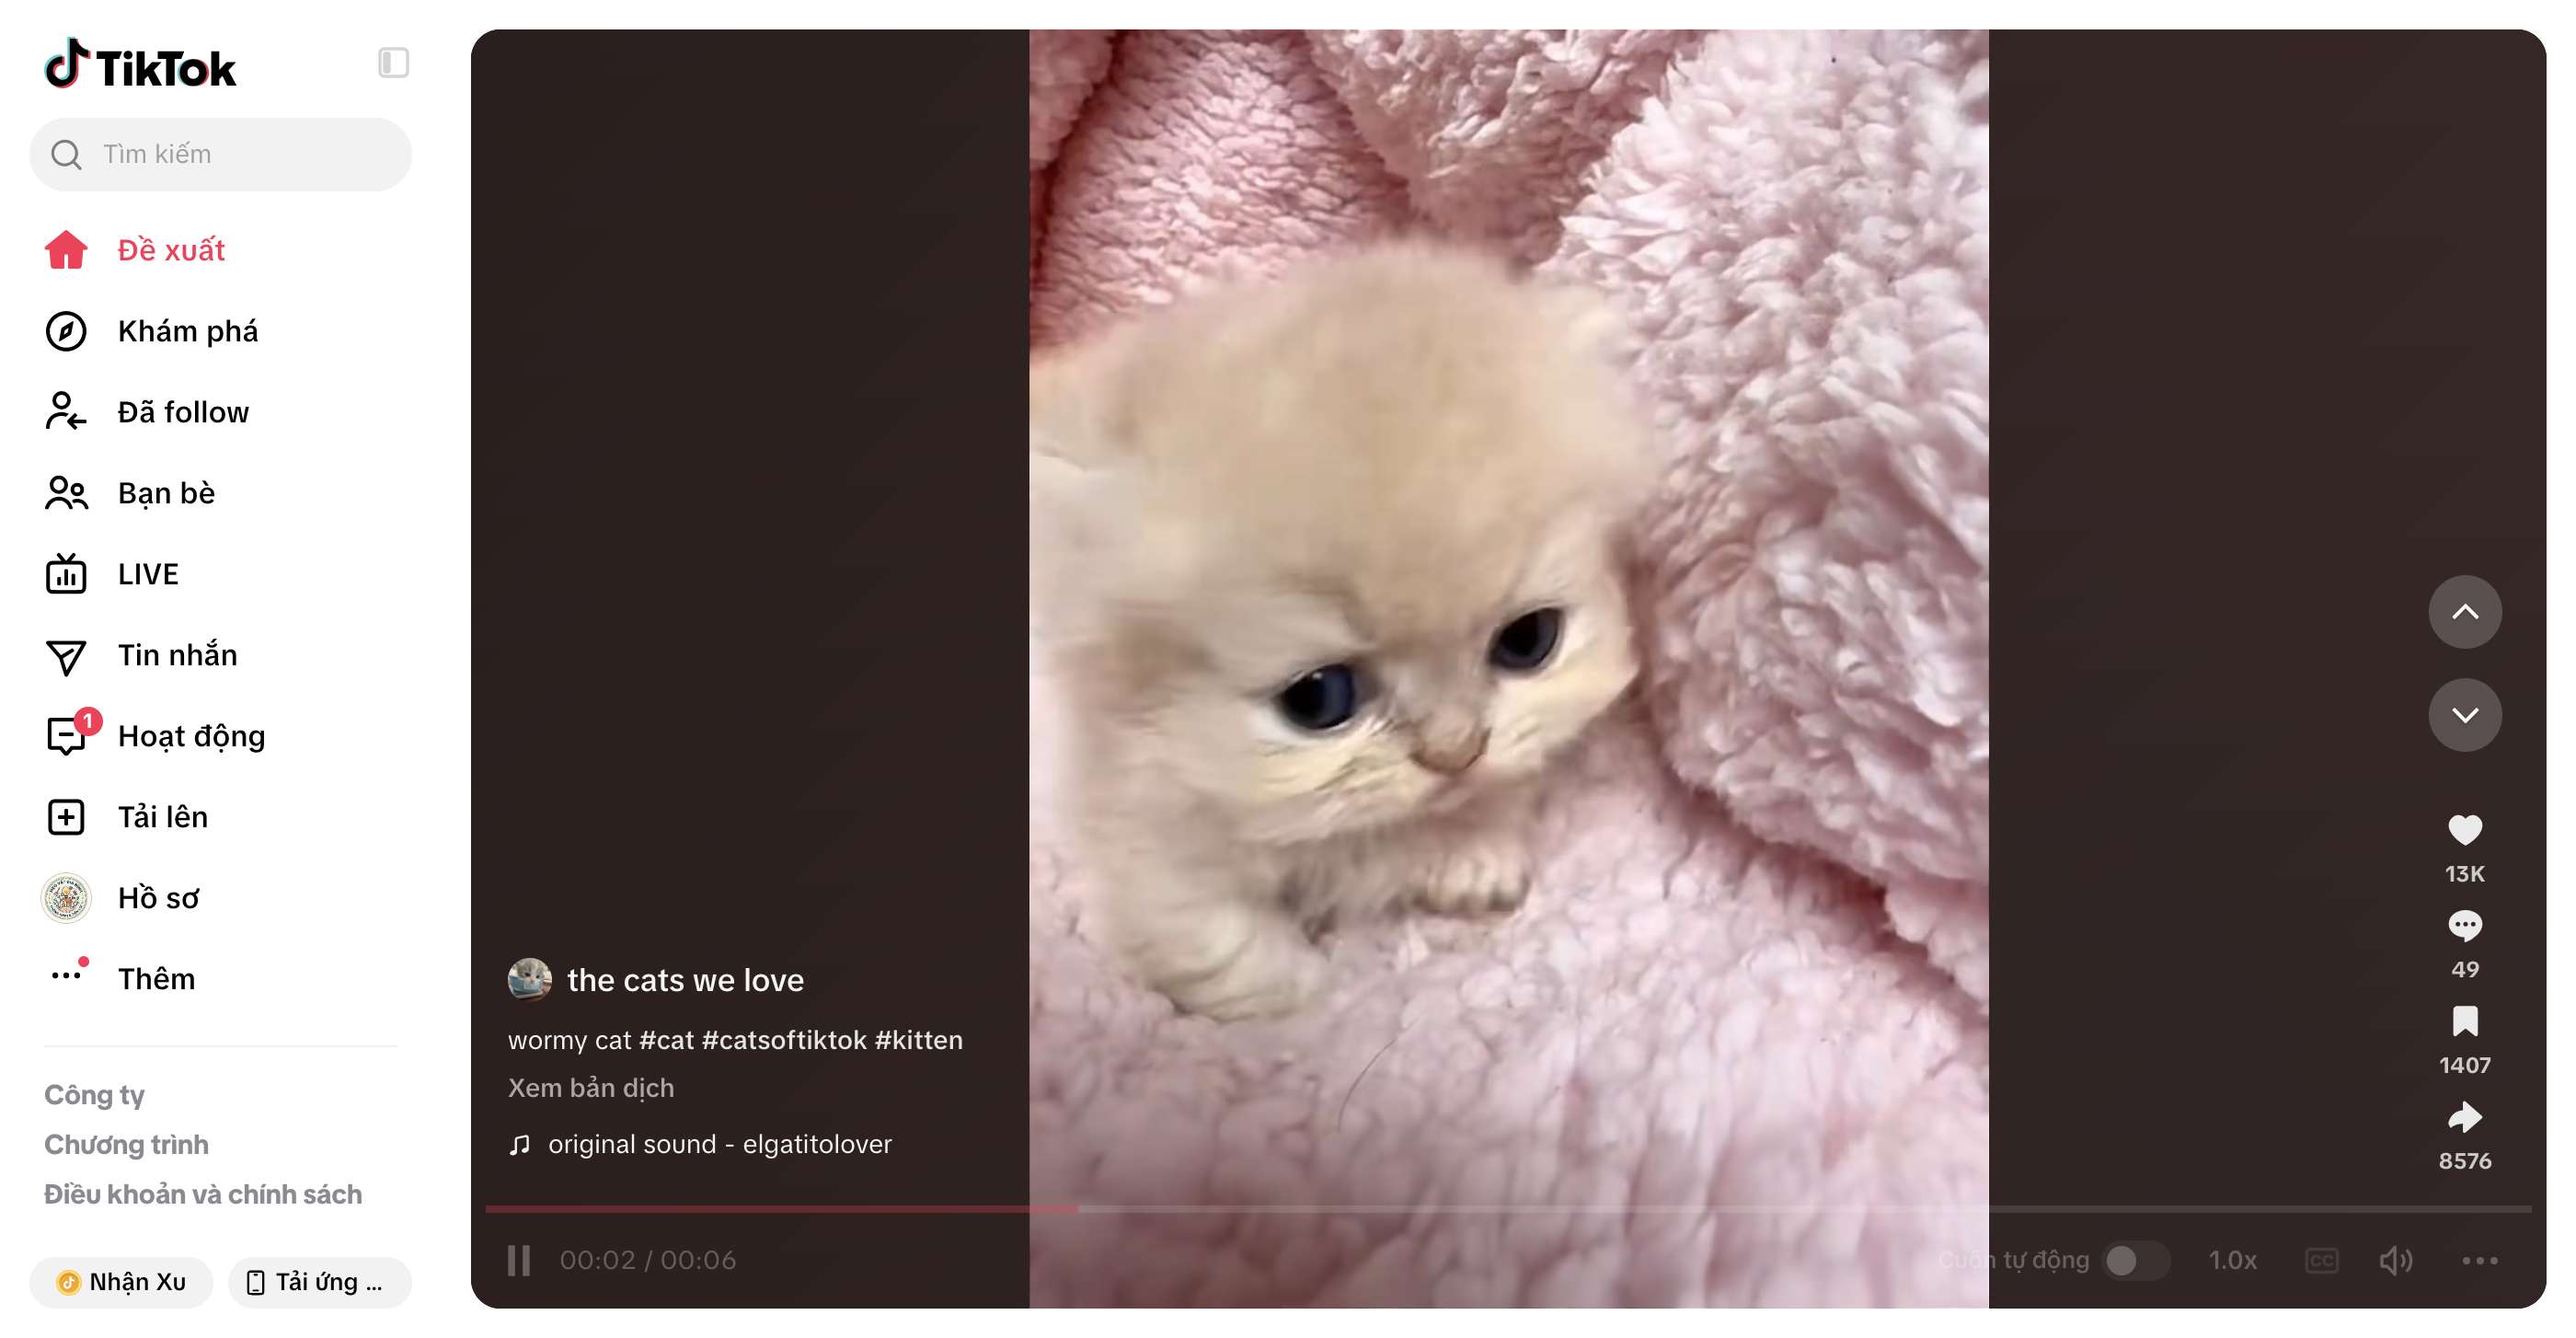 TikTok
Tìm kiếm
Đề xuất
Khám phá
Đã follow
Bạn bè
LIVE
Tin nhắn
1
Hoạt động
Tải lên
Hồ sơ
Thêm
Công ty
Chương trình
Điều khoản và chính sách
Nhận Xu
Tải ứng ...
the cats we love
wormy cat #cat #catsoftiktok #kitten
Xem bản dịch
original sound - elgatitolover
00:02 / 00:06
13K
49
1407
8576
Cuộn tự động
1.0x
CC